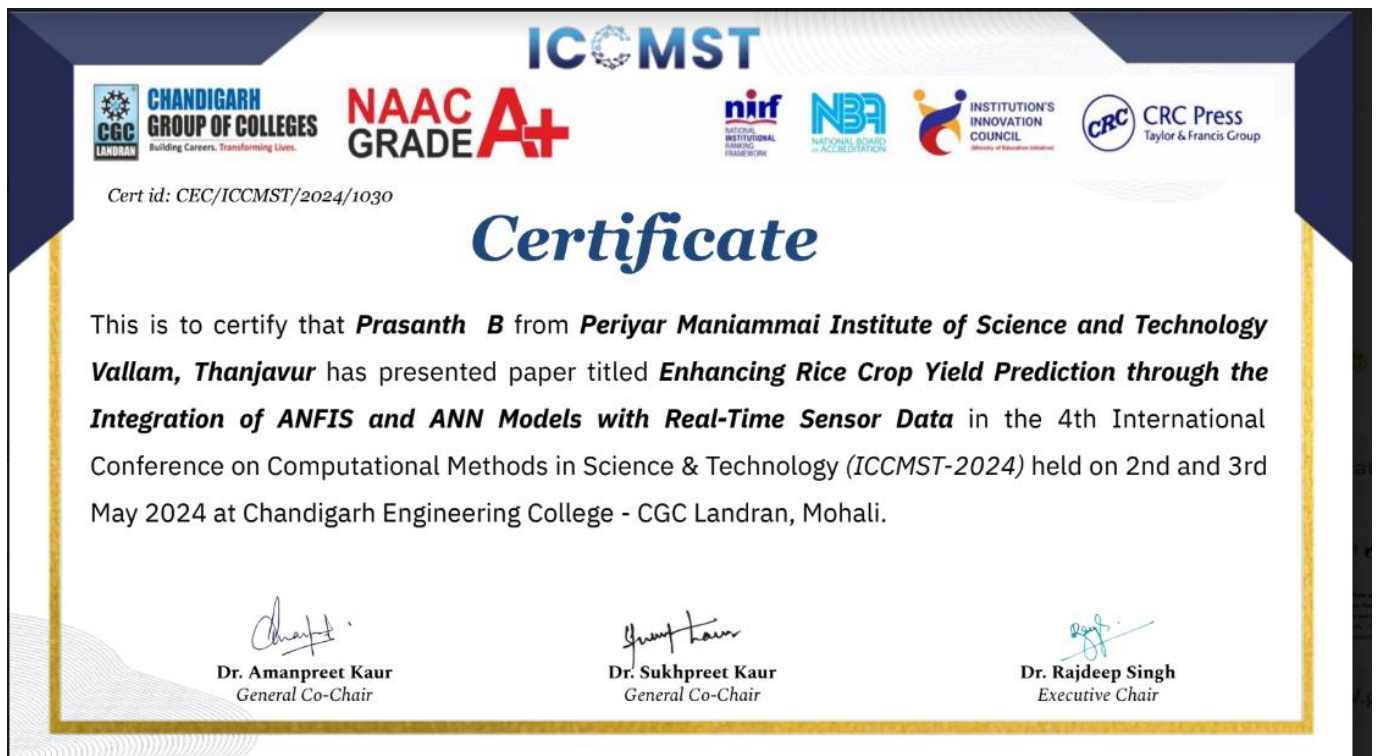 ICCMST
CGC
LANDRAN
CHANDIGARH
GROUP OF COLLEGES
Building Careers. Transforming Lives.
NAAC
GRADE A+
nirf
NATIONAL
INSTITUTIONAL
RANKING
FRAMEWORK
NBA
NATIONAL BOARD
of ACCREDITATION
INSTITUTION'S
INNOVATION
COUNCIL
(Ministry of Education Initiative)
CRC
CRC Press
Taylor & Francis Group
Cert id: CEC/ICCMST/2024/1030
Certificate
This is to certify that Prasanth B from Periyar Maniammai Institute of Science and Technology
Vallam, Thanjavur has presented paper titled Enhancing Rice Crop Yield Prediction through the
Integration of ANFIS and ANN Models with Real-Time Sensor Data in the 4th International
Conference on Computational Methods in Science & Technology (ICCMST-2024) held on 2nd and 3rd
May 2024 at Chandigarh Engineering College - CGC Landran, Mohali.
Dr. Amanpreet Kaur
General Co-Chair
Dr. Sukhpreet Kaur
General Co-Chair
Dr. Rajdeep Singh
Executive Chair